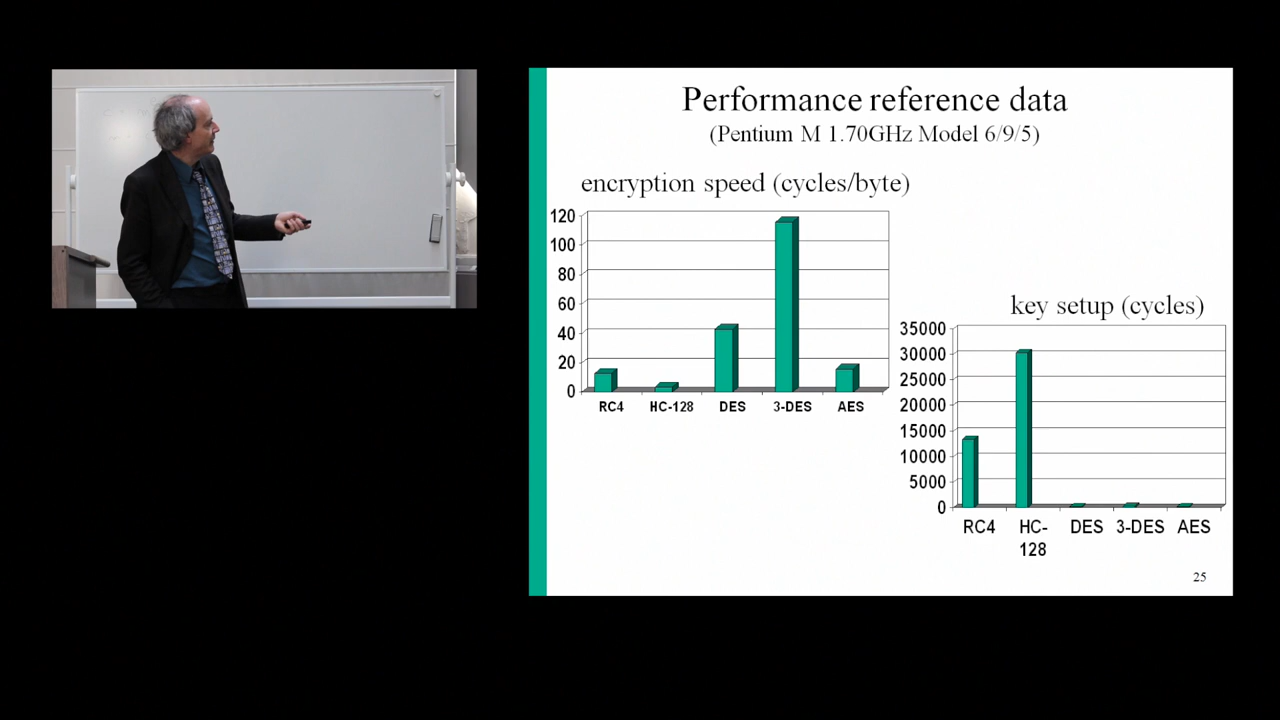 Performance reference data
(Pentium M 1.70GHz Model 6/9/5)
encryption speed (cycles/byte)
120
100
80
60
40
20
0
RC4 HC-128 DES 3-DES AES
key setup (cycles)
35000
30000
25000
20000
15000
10000
5000
0
RC4 HC- DES 3-DES AES
128
25